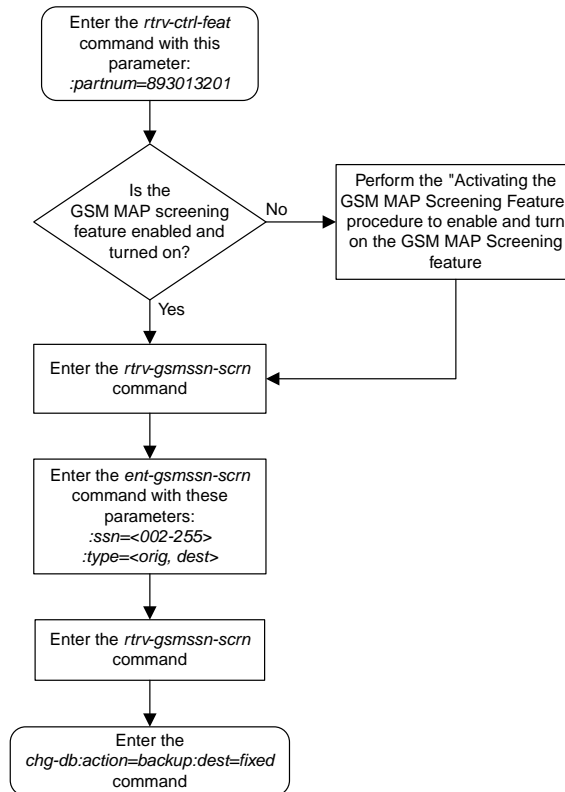 Enter the rtrv-ctrl-feat
command with this
parameter:
:partnum=893013201
Is the
GSM MAP screening
feature enabled and
turned on?
No
Perform the "Activating the
GSM MAP Screening Feature"
procedure to enable and turn
on the GSM MAP Screening
feature
Yes
Enter the rtrv-gsmssn-scrn
command
Enter the ent-gsmssn-scrn
command with these
parameters:
:ssn=<002-255>
:type=<orig, dest>
Enter the rtrv-gsmssn-scrn
command
Enter the
chg-db:action=backup:dest=fixed
command